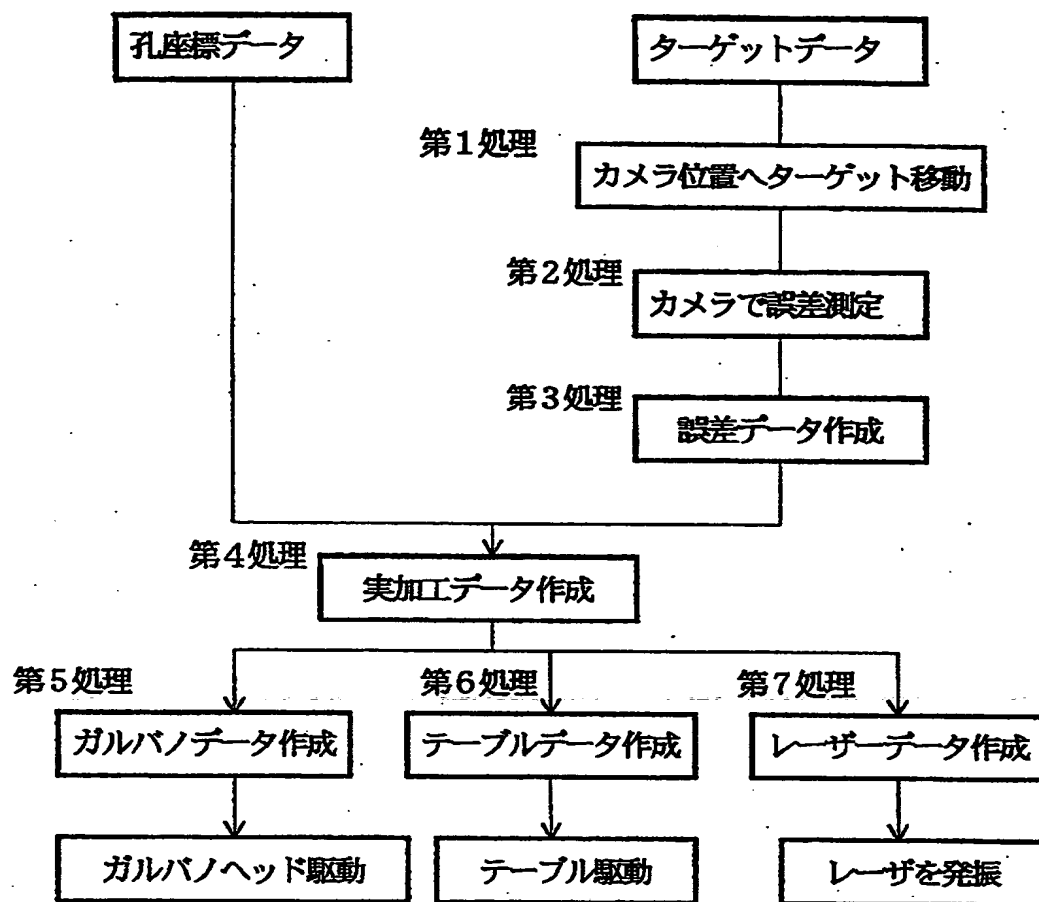 孔座標データ
ターゲットデータ
第1処理
カメラ位置へターゲット移動
第2処理
カメラで誤差測定
第3処理
誤差データ作成
第4処理
実加工データ作成
第5処理
第6処理
第7処理
ガルバノデータ作成
テーブルデータ作成
レーザーデータ作成
ガルバノヘッド駆動
テーブル駆動
レーザを発振